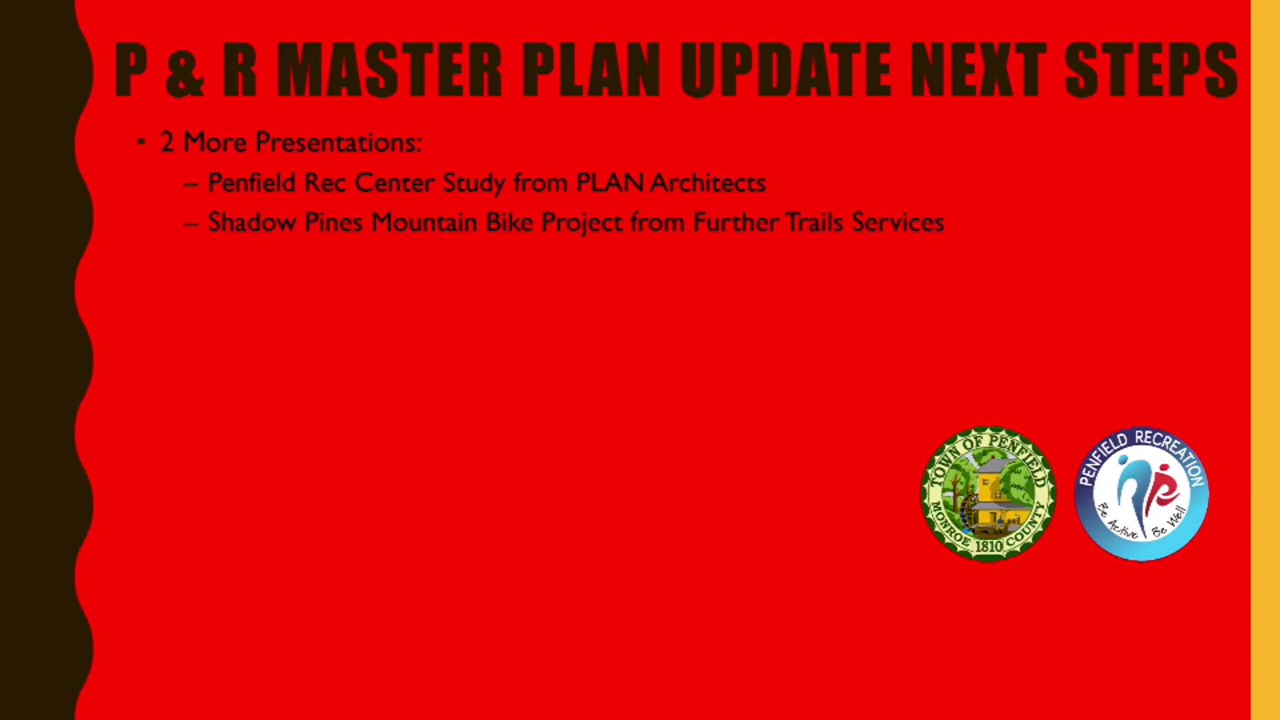 P & R MASTER PLAN UPDATE NEXT STEPS
• 2 More Presentations:
– Penfield Rec Center Study from PLAN Architects
– Shadow Pines Mountain Bike Project from Further Trails Services
TOWN OF PENFIELD
MONROE 1810 COUNTY
PENFIELD RECREATION
Be Active Be Well